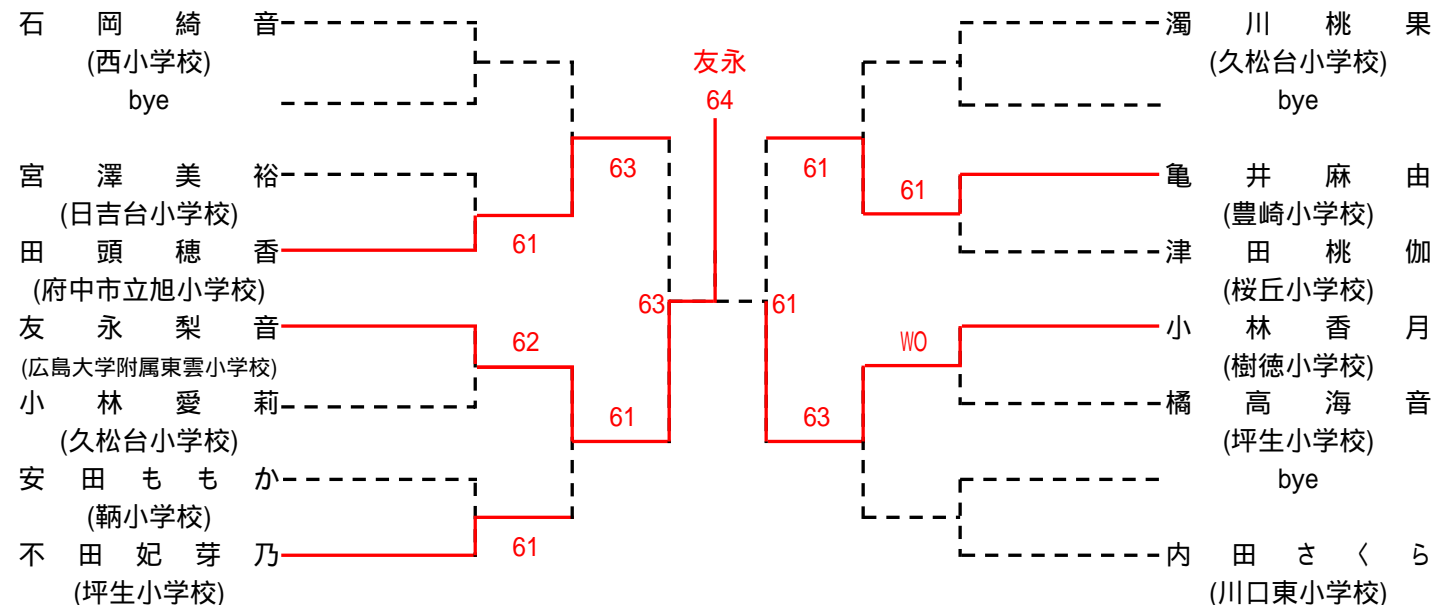 石岡綺音
(西小学校)
bye
宮澤美裕
(日吉台小学校)
田頭穂香
(府中市立旭小学校)
友永梨音
(広島大学附属東雲小学校)
小林愛莉
(久松台小学校)
安田ももか
(鞆小学校)
不田妃芽乃
(坪生小学校)
63
61
62
61
61
63
友永
64
61
61
61
WO
63
濁川桃果
(久松台小学校)
bye
亀井麻由
(豊崎小学校)
津田桃伽
(桜丘小学校)
小林香月
(樹徳小学校)
橘高海音
(坪生小学校)
bye
内田さくら
(川口東小学校)